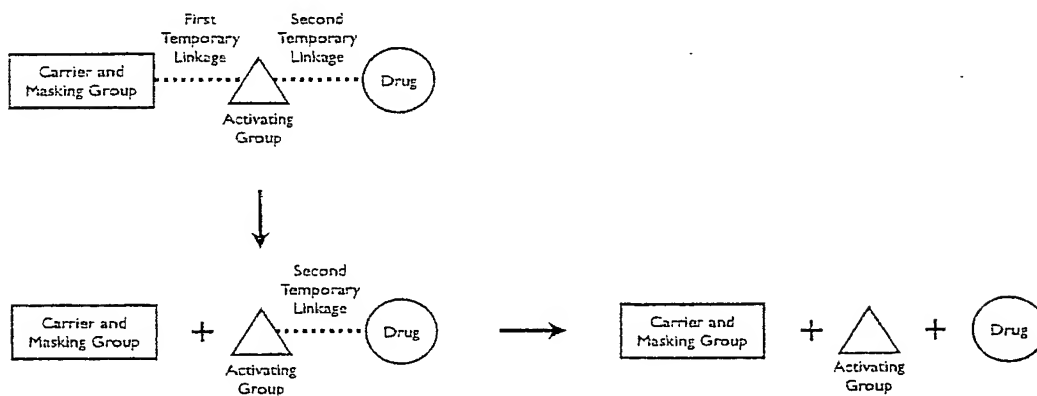 First
Temporary
Linkage
Second
Temporary
Linkage
Carrier and
Masking Group
Drug
Activating
Group
Second
Temporary
Linkage
Carrier and
Masking Group
+
Drug
Activating
Group
Carrier and
Masking Group
+
+
Drug
Activating
Group